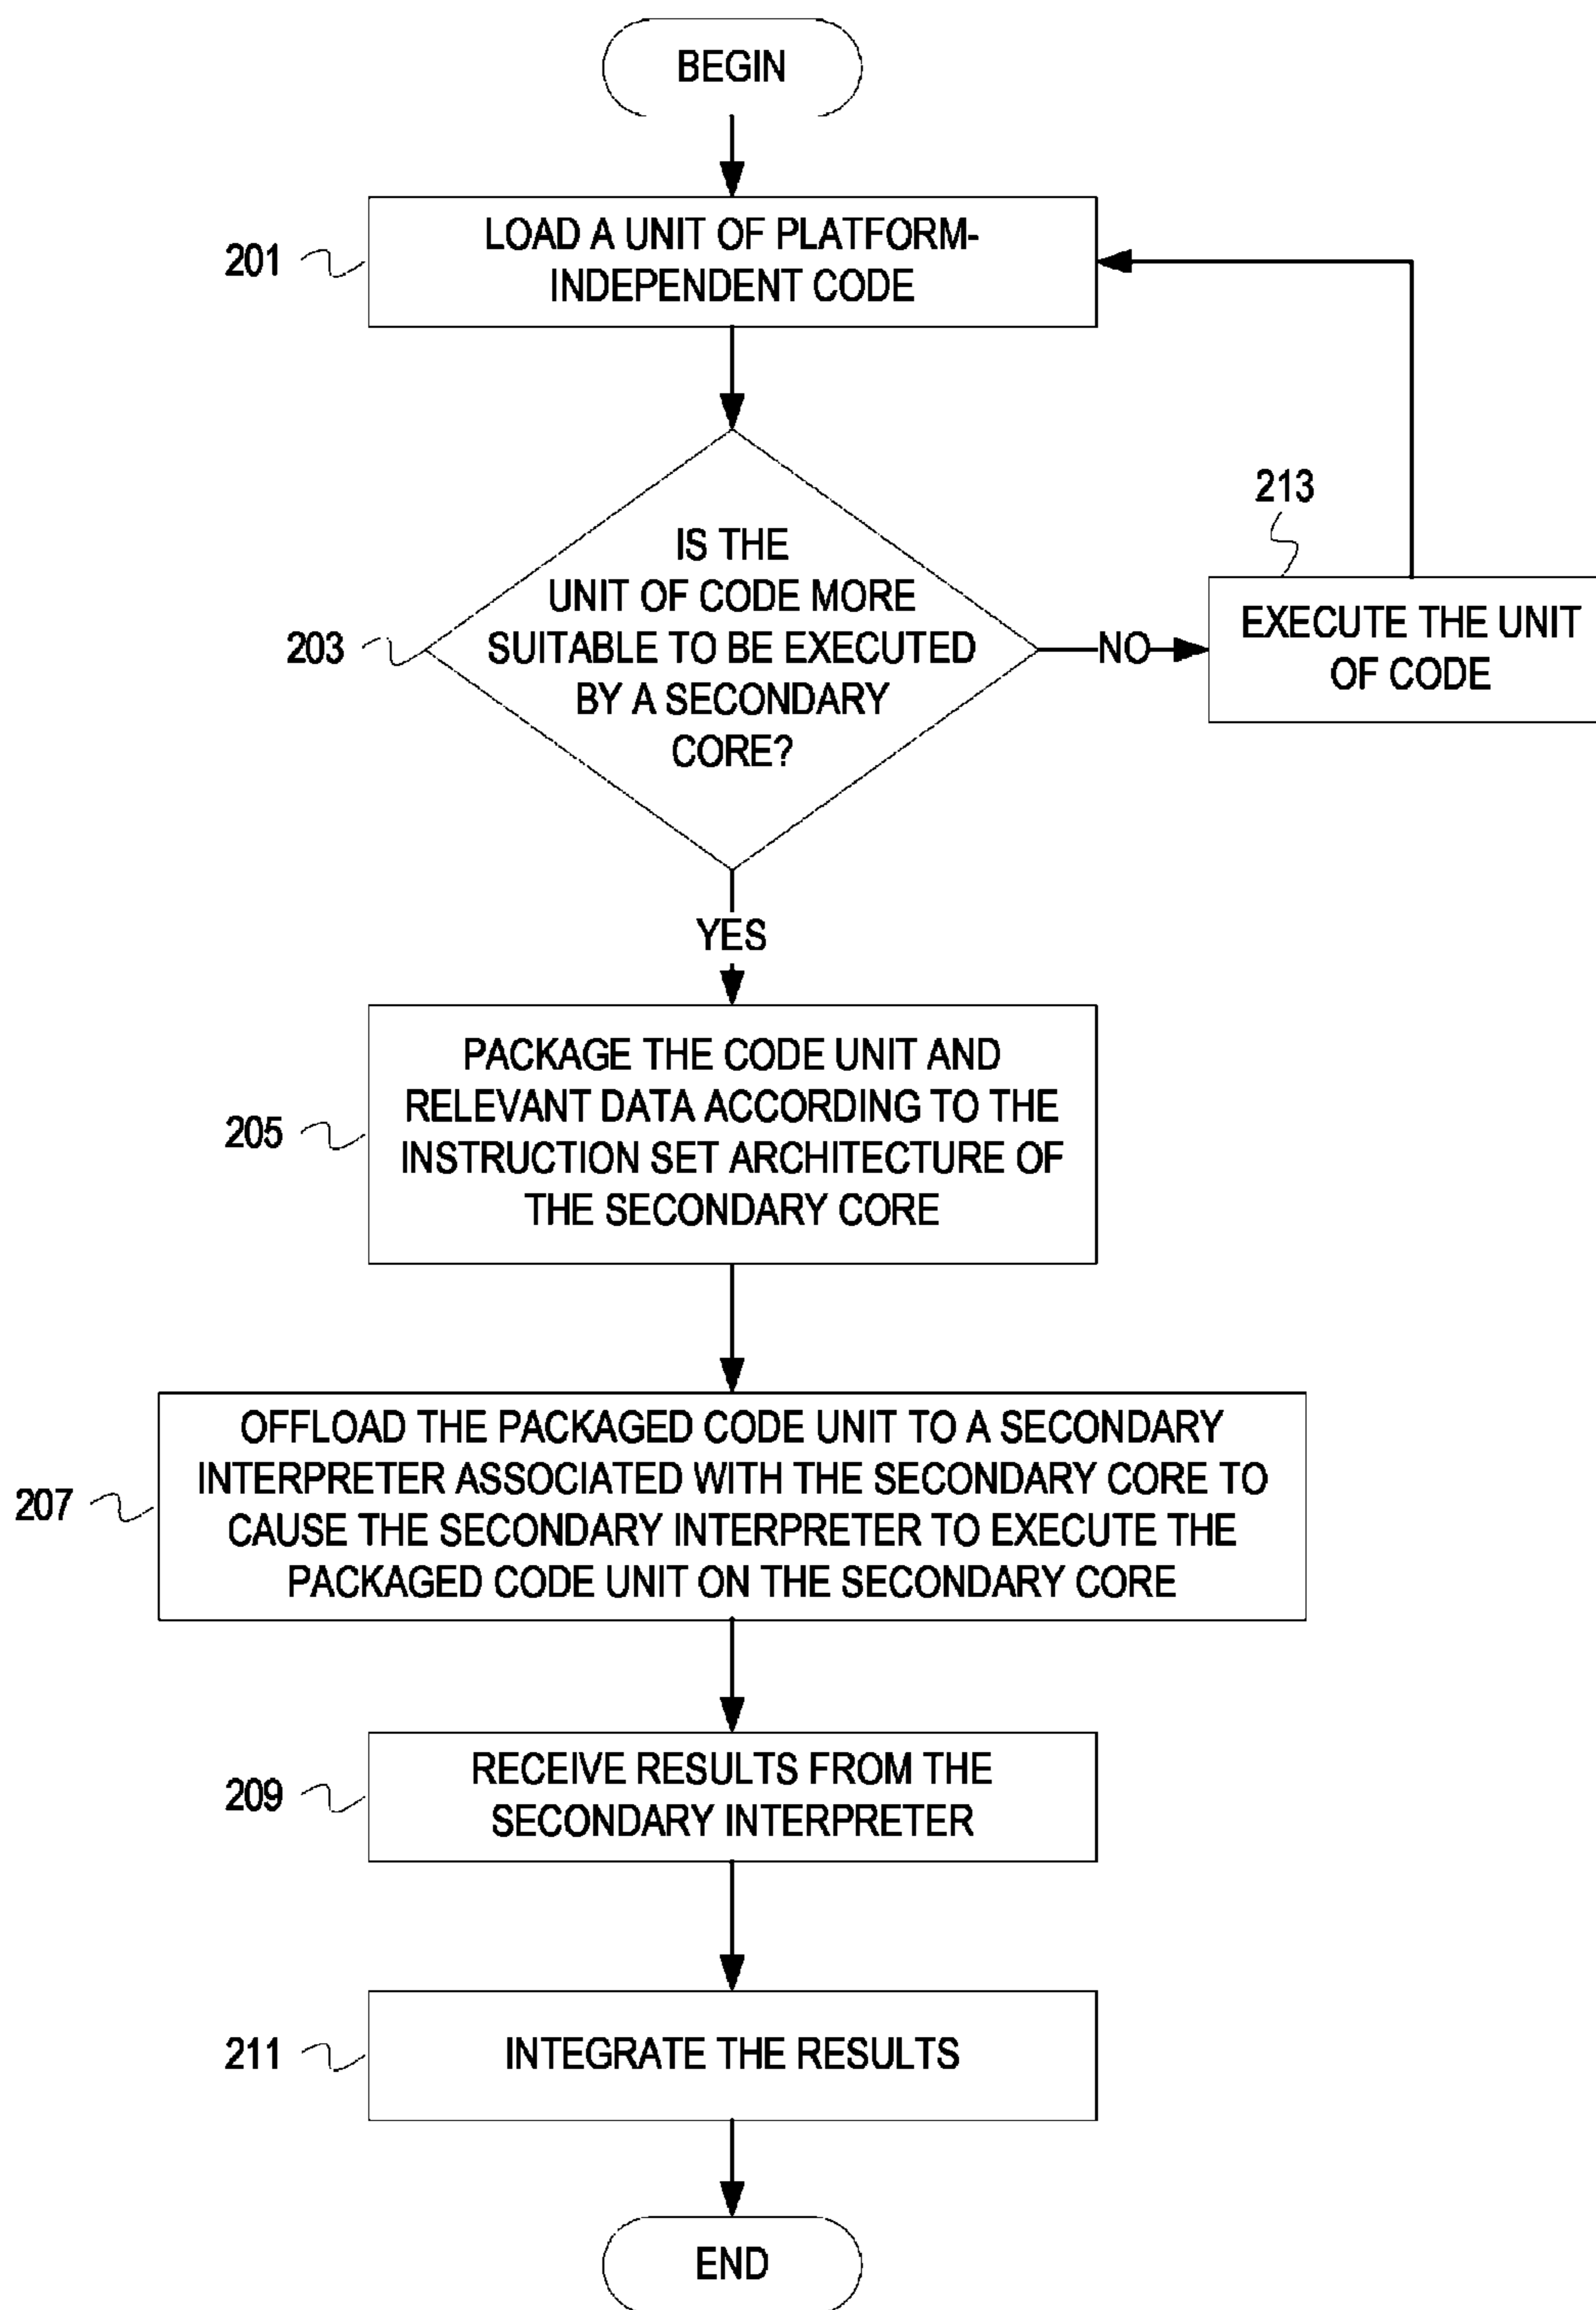 BEGIN
201
LOAD A UNIT OF PLATFORM-
INDEPENDENT CODE
203
IS THE
UNIT OF CODE MORE
SUITABLE TO BE EXECUTED
BY A SECONDARY
CORE?
NO
213
EXECUTE THE UNIT
OF CODE
YES
205
PACKAGE THE CODE UNIT AND
RELEVANT DATA ACCORDING TO THE
INSTRUCTION SET ARCHITECTURE OF
THE SECONDARY CORE
207
OFFLOAD THE PACKAGED CODE UNIT TO A SECONDARY
INTERPRETER ASSOCIATED WITH THE SECONDARY CORE TO
CAUSE THE SECONDARY INTERPRETER TO EXECUTE THE
PACKAGED CODE UNIT ON THE SECONDARY CORE
209
RECEIVE RESULTS FROM THE
SECONDARY INTERPRETER
211
INTEGRATE THE RESULTS
END